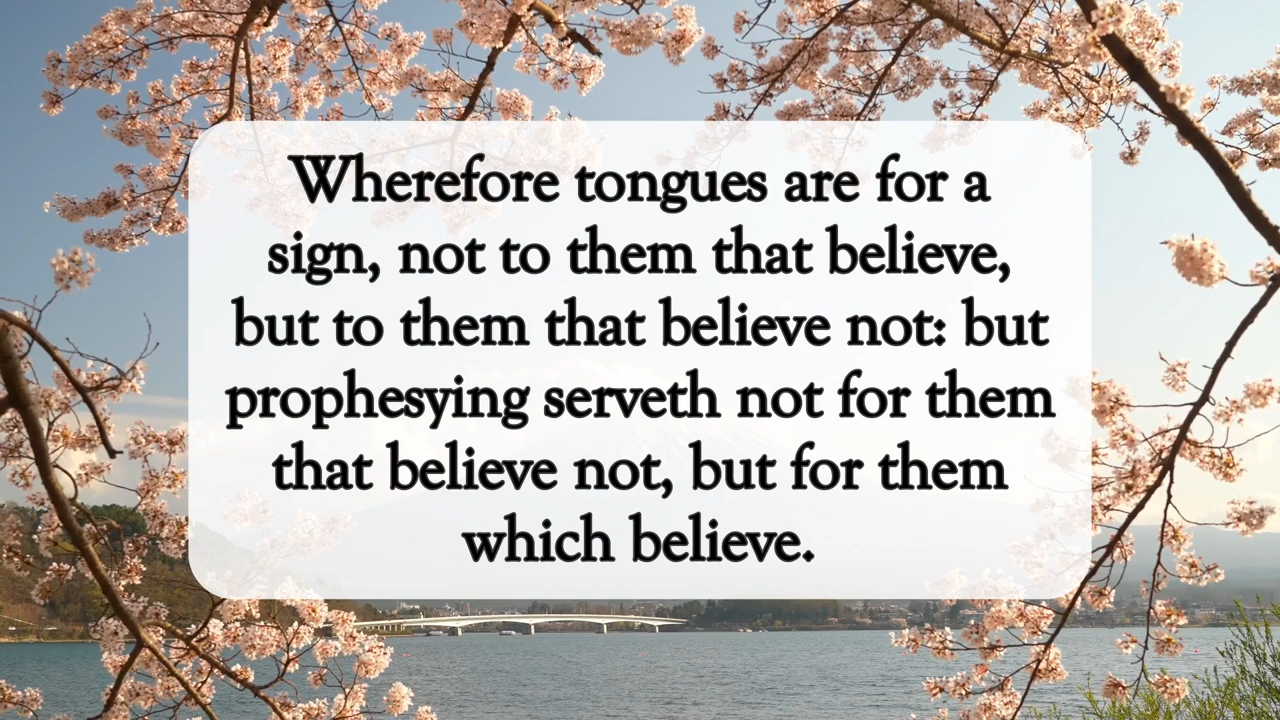 Wherefore tongues are for a
sign, not to them that believe,
but to them that believe not: but
prophesying serveth not for them
that believe not, but for them
which believe.